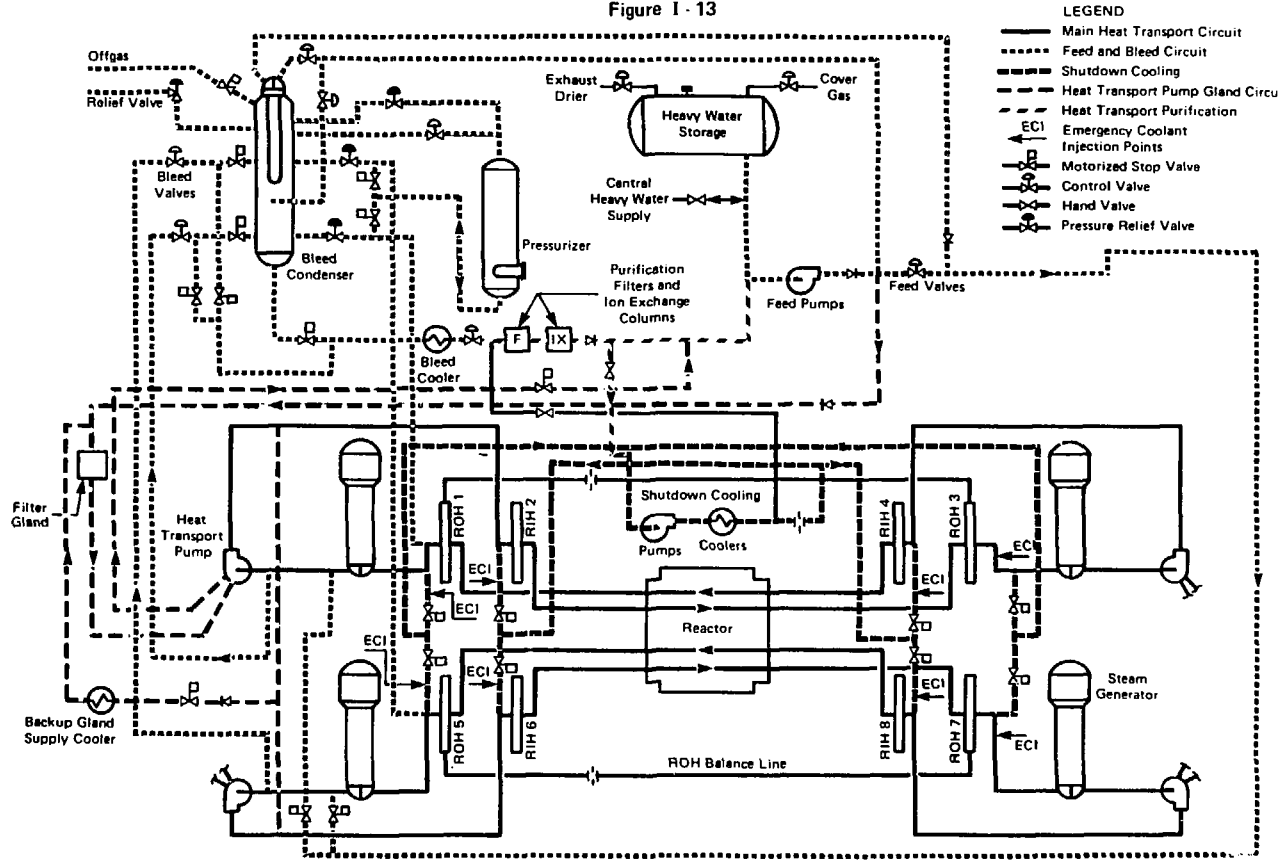 Figure I - 13
LEGEND
Main Heat Transport Circuit
Feed and Bleed Circuit
Shutdown Cooling
Heat Transport Pump Gland Circu
Heat Transport Purification
ECI
Emergency Coolant
Injection Points
Motorized Stop Valve
Control Valve
Hand Valve
Pressure Relief Valve
Offgas
Relief Valve
Exhaust
Drier
Cover
Gas
Heavy Water
Storage
Bleed
Valves
Central
Heavy Water
Supply
Bleed
Condenser
Pressurizer
Purification
Filters and
Ion Exchange
Columns
Feed Pumps
Feed Valves
F
IX
Bleed
Cooler
Filter
Gland
Heat
Transport
Pump
ROH 1
RIH 2
Shutdown Cooling
Pumps
Coolers
RIH 4
ROH 3
ECI
ECI
ECI
ECI
Reactor
ECI
ECI
ECI
ECI
Steam
Generator
Backup Gland
Supply Cooler
ROH 5
RIH 6
RIH 8
ROH 7
ROH Balance Line